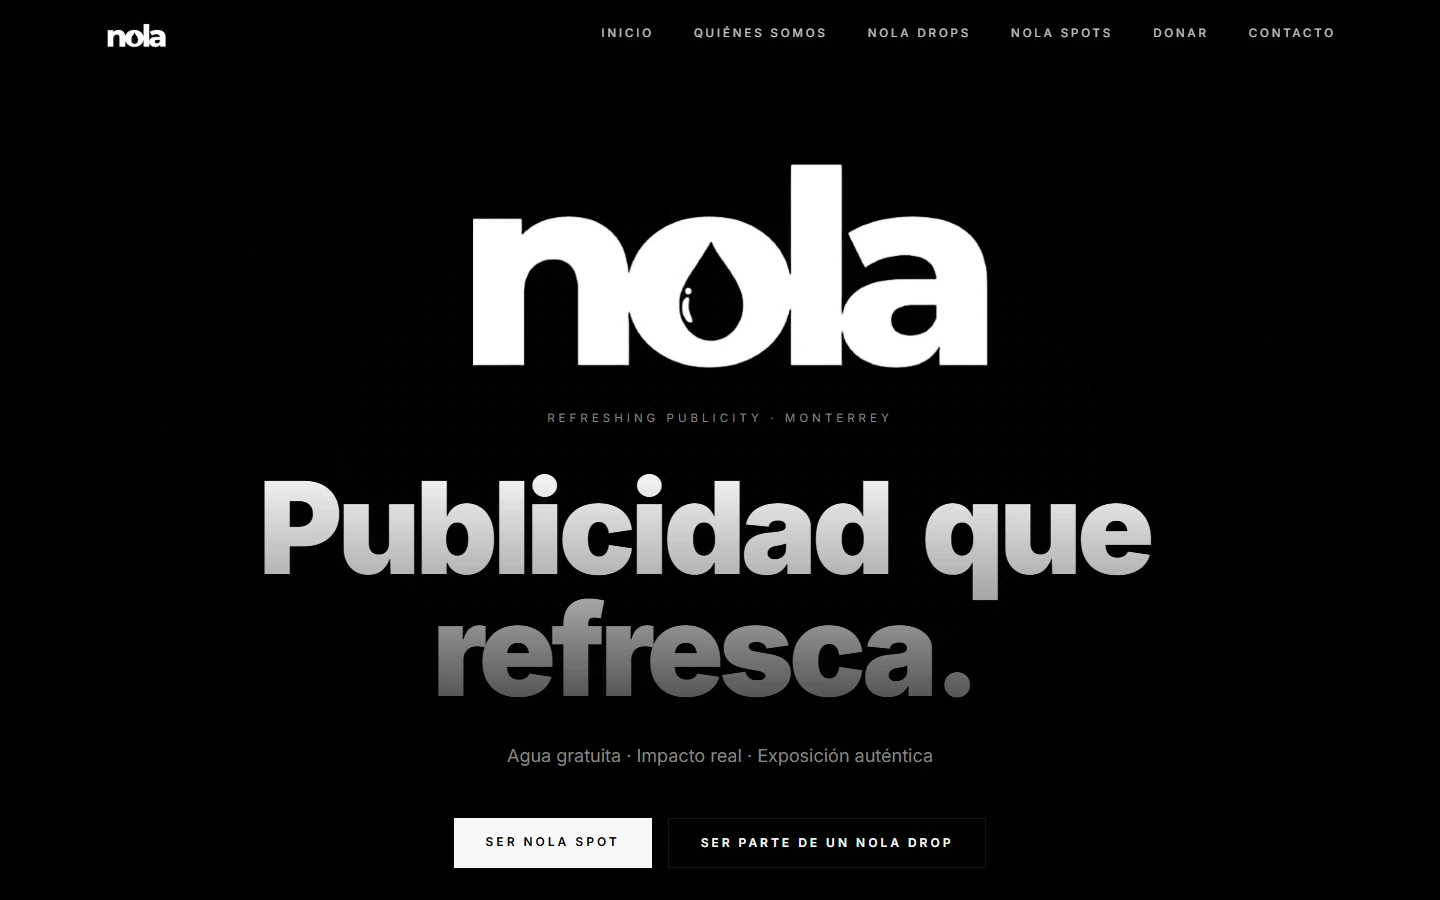 nola
INICIO
QUIÉNES SOMOS
NOLA DROPS
NOLA SPOTS
DONAR
CONTACTO
nola
REFRESHING PUBLICITY · MONTERREY
Publicidad que
refresca.
Agua gratuita · Impacto real · Exposición auténtica
SER NOLA SPOT
SER PARTE DE UN NOLA DROP